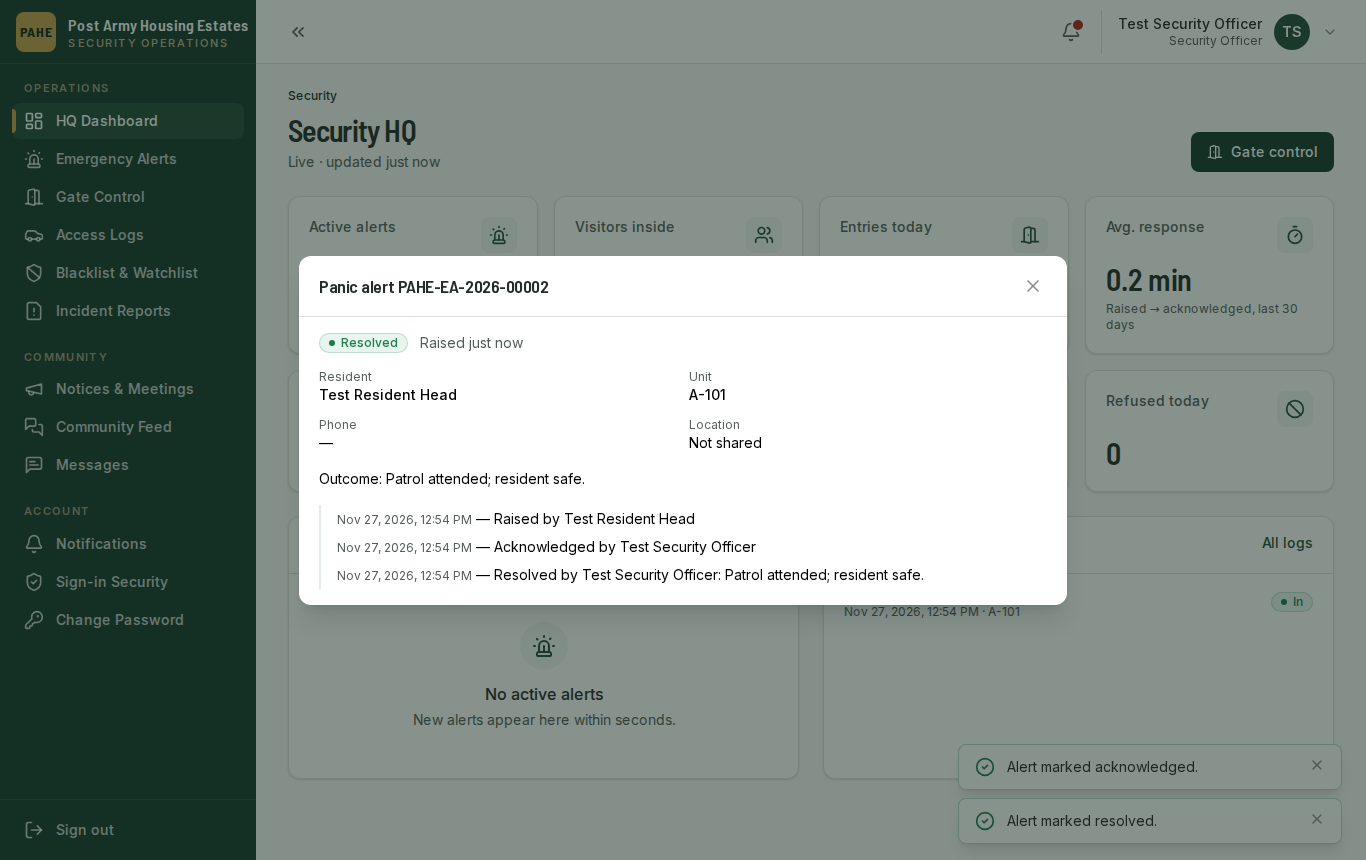 PAHE
Post Army Housing Estates
SECURITY OPERATIONS
OPERATIONS
HQ Dashboard
Emergency Alerts
Gate Control
Access Logs
Blacklist & Watchlist
Incident Reports
COMMUNITY
Notices & Meetings
Community Feed
Messages
ACCOUNT
Notifications
Sign-in Security
Change Password
Sign out
Test Security Officer
Security Officer
TS
Security
Security HQ
Live · updated just now
Gate control
Active alerts
Visitors inside
Entries today
Avg. response
0.2 min
Raised → acknowledged, last 30
days
Refused today
0
Panic alert PAHE-EA-2026-00002
Resolved
Raised just now
Resident
Test Resident Head
Unit
A-101
Phone
—
Location
Not shared
Outcome: Patrol attended; resident safe.
Nov 27, 2026, 12:54 PM — Raised by Test Resident Head
Nov 27, 2026, 12:54 PM — Acknowledged by Test Security Officer
Nov 27, 2026, 12:54 PM — Resolved by Test Security Officer: Patrol attended; resident safe.
All logs
Nov 27, 2026, 12:54 PM · A-101
In
No active alerts
New alerts appear here within seconds.
Alert marked acknowledged.
Alert marked resolved.